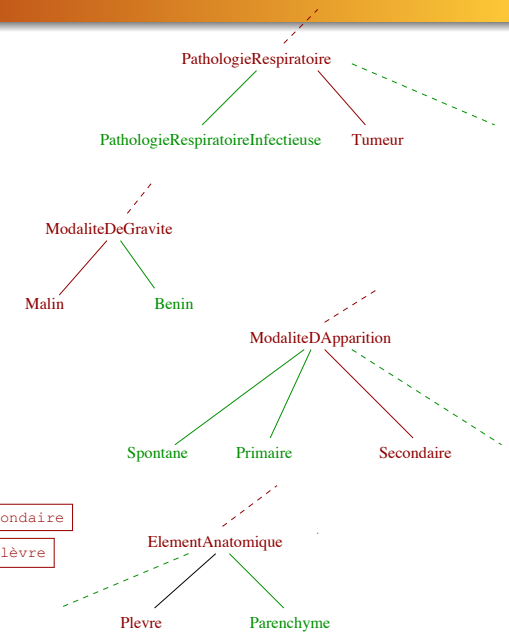 PathologieRespiratoire
PathologieRespiratoireInfectieuse Tumeur
ModaliteDeGravite
Malin Benin
ModaliteDApparition
Spontane Primaire Secondaire
ondaire
ElementAnatomique
lèvre
Plevre Parenchyme